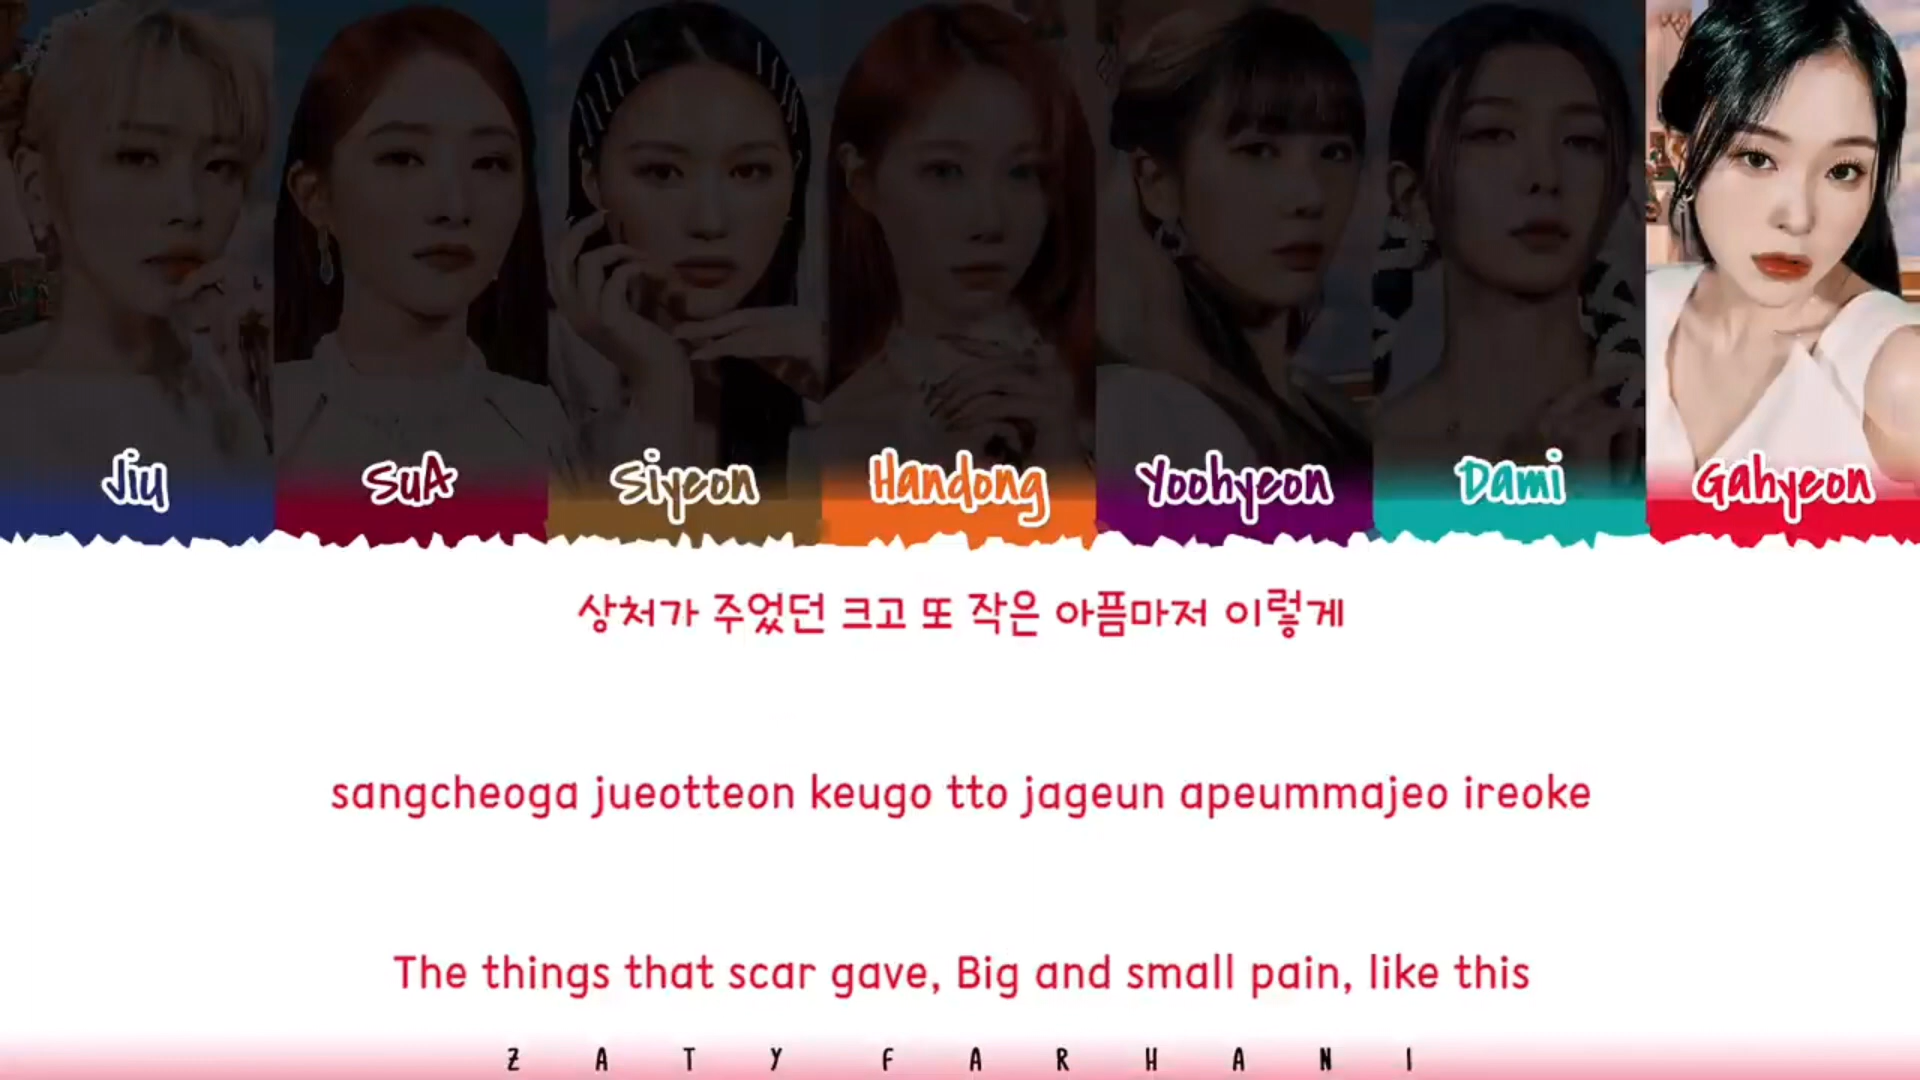 Jiu SuA Siyeon Handong Yoohyeon Dami Gahyeon
상처가 주었던 크고 또 작은 아픔마저 이렇게
sangcheoga jueotteon keugo tto jageun apeummajeo ireoke
The things that scar gave, Big and small pain, like this
ZATY FARHANI